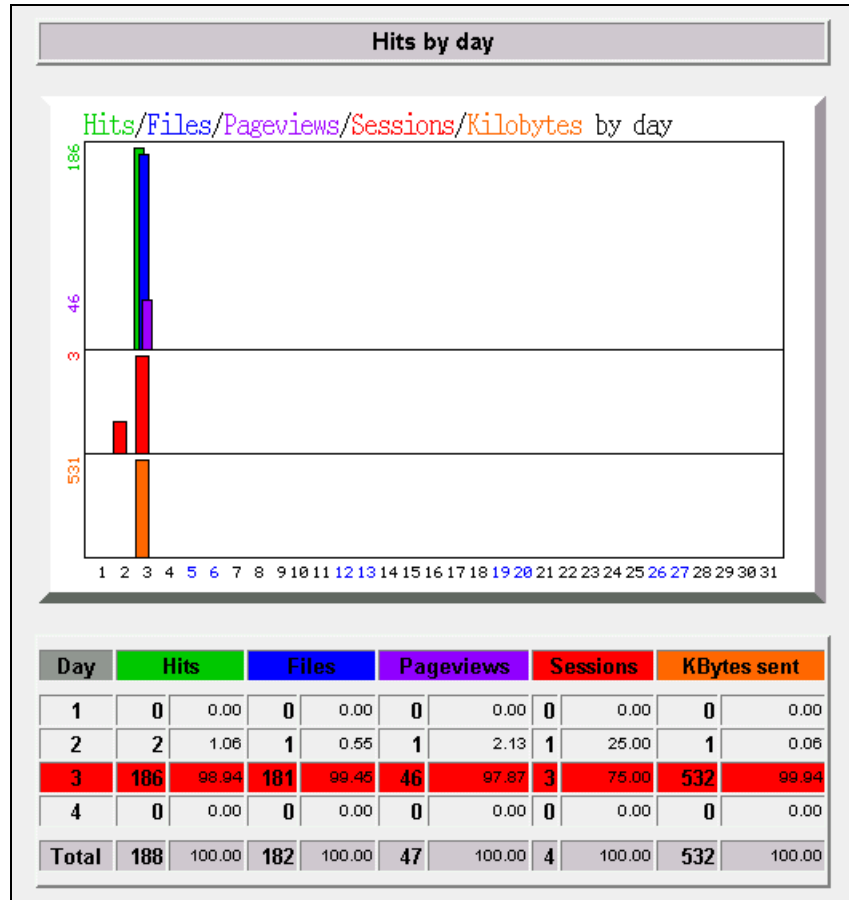 Hits by day
Hits/Files/Pageviews/Sessions/Kilobytes by day
186
46
3
531
1 2 3 4 5 6 7 8 9 10 11 12 13 14 15 16 17 18 19 20 21 22 23 24 25 26 27 28 29 30 31
Day Hits Files Pageviews Sessions KBytes sent
1 0 0.00 0 0.00 0 0.00 0 0.00 0 0.00
2 2 1.06 1 0.55 1 2.13 1 25.00 1 0.06
3 186 98.94 181 99.45 46 97.87 3 75.00 532 99.94
4 0 0.00 0 0.00 0 0.00 0 0.00 0 0.00
Total 188 100.00 182 100.00 47 100.00 4 100.00 532 100.00